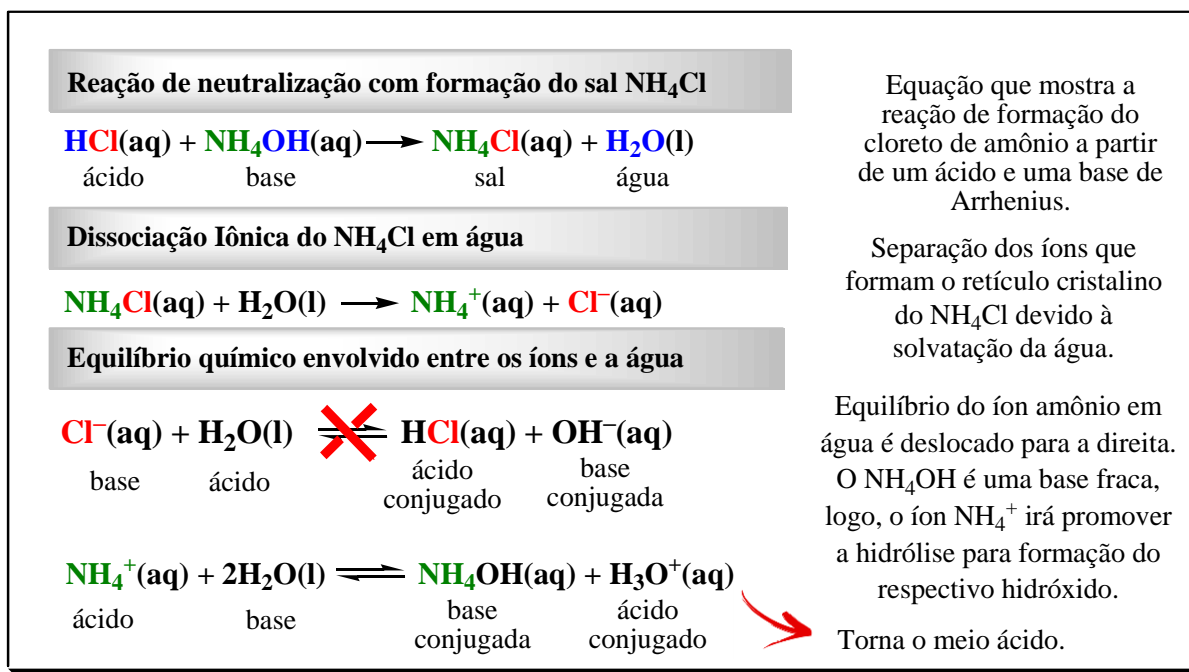 Reação de neutralização com formação do sal NH₄Cl
HCl(aq) + NH₄OH(aq) ⟶ NH₄Cl(aq) + H₂O(l)
ácido base sal água
Equação que mostra a
reação de formação do
cloreto de amônio a partir
de um ácido e uma base de
Arrhenius.
Dissociação Iônica do NH₄Cl em água
NH₄Cl(aq) + H₂O(l) ⟶ NH₄⁺(aq) + Cl⁻(aq)
Separação dos íons que
formam o retículo cristalino
do NH₄Cl devido à
solvatação da água.
Equilíbrio químico envolvido entre os íons e a água
Cl⁻(aq) + H₂O(l) ⇌ HCl(aq) + OH⁻(aq)
base ácido ácido conjugado base conjugada
NH₄⁺(aq) + 2H₂O(l) ⇌ NH₄OH(aq) + H₃O⁺(aq)
ácido base base conjugada ácido conjugado
Equilíbrio do íon amônio em
água é deslocado para a direita.
O NH₄OH é uma base fraca,
logo, o íon NH₄⁺ irá promover
a hidrólise para formação do
respectivo hidróxido.
Torna o meio ácido.